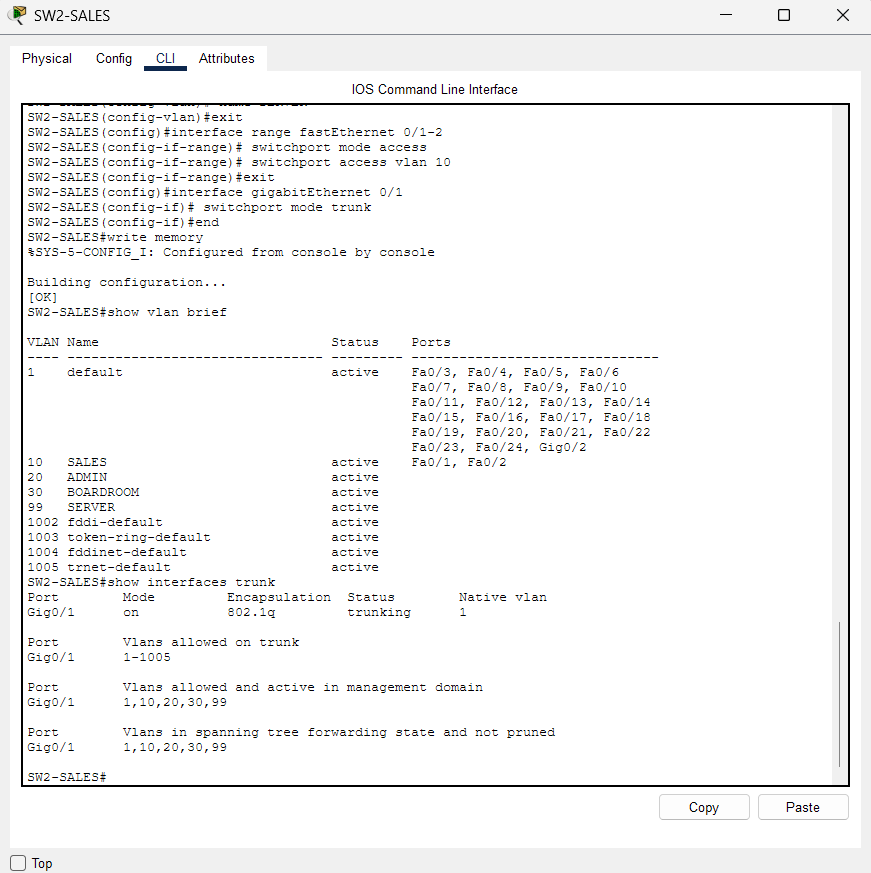 SW2-SALES
Physical Config CLI Attributes
IOS Command Line Interface
SW2-SALES(config-vlan)#exit
SW2-SALES(config)#interface range fastEthernet 0/1-2
SW2-SALES(config-if-range)# switchport mode access
SW2-SALES(config-if-range)# switchport access vlan 10
SW2-SALES(config-if-range)#exit
SW2-SALES(config)#interface gigabitEthernet 0/1
SW2-SALES(config-if)# switchport mode trunk
SW2-SALES(config-if)#end
SW2-SALES#write memory
%SYS-5-CONFIG_I: Configured from console by console
Building configuration...
[OK]
SW2-SALES#show vlan brief
VLAN Name                             Status    Ports
---- -------------------------------- --------- -------------------------------
1    default                          active    Fa0/3, Fa0/4, Fa0/5, Fa0/6
                                                Fa0/7, Fa0/8, Fa0/9, Fa0/10
                                                Fa0/11, Fa0/12, Fa0/13, Fa0/14
                                                Fa0/15, Fa0/16, Fa0/17, Fa0/18
                                                Fa0/19, Fa0/20, Fa0/21, Fa0/22
                                                Fa0/23, Fa0/24, Gig0/2
10   SALES                            active    Fa0/1, Fa0/2
20   ADMIN                            active
30   BOARDROOM                        active
99   SERVER                           active
1002 fddi-default                     active
1003 token-ring-default               active
1004 fddinet-default                  active
1005 trnet-default                    active
SW2-SALES#show interfaces trunk
Port        Mode         Encapsulation  Status        Native vlan
Gig0/1      on           802.1q         trunking      1
Port        Vlans allowed on trunk
Gig0/1      1-1005
Port        Vlans allowed and active in management domain
Gig0/1      1,10,20,30,99
Port        Vlans in spanning tree forwarding state and not pruned
Gig0/1      1,10,20,30,99
SW2-SALES#
Copy Paste
Top